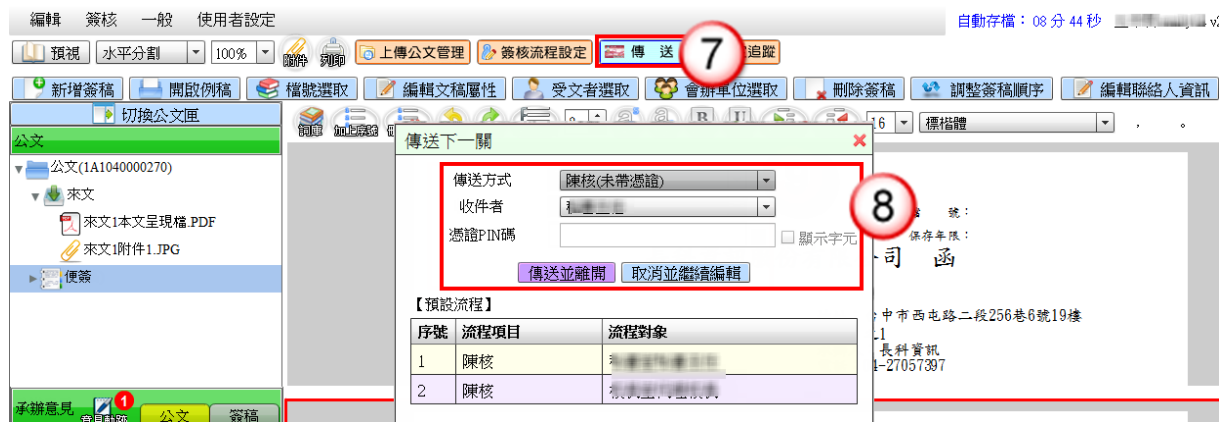 編輯 簽核 一般 使用者設定 自動存檔：08 分 44 秒
預視 水平分割 100% 附件 列印 上傳公文管理 簽核流程設定 傳 送 7 追蹤
新增簽稿 開啟例稿 檔號選取 編輯文稿屬性 受文者選取 會辦單位選取 刪除簽稿 調整簽稿順序 編輯聯絡人資訊
切換公文匣
詞庫 B U 16 標楷體 ， 。
公文
傳送下一關
公文(1A1040000270)
來文
來文1本文呈現檔.PDF
來文1附件1.JPG
便簽
傳送方式 陳核(未帶憑證)
收件者
憑證PIN碼 顯示字元
傳送並離開 取消並繼續編輯
8
號：
保存年限：
司 函
中市西屯路二段256巷6號19樓
長科資訊
-27057397
【預設流程】
序號 流程項目 流程對象
1 陳核
2 陳核
承辦意見 1 公文 簽稿